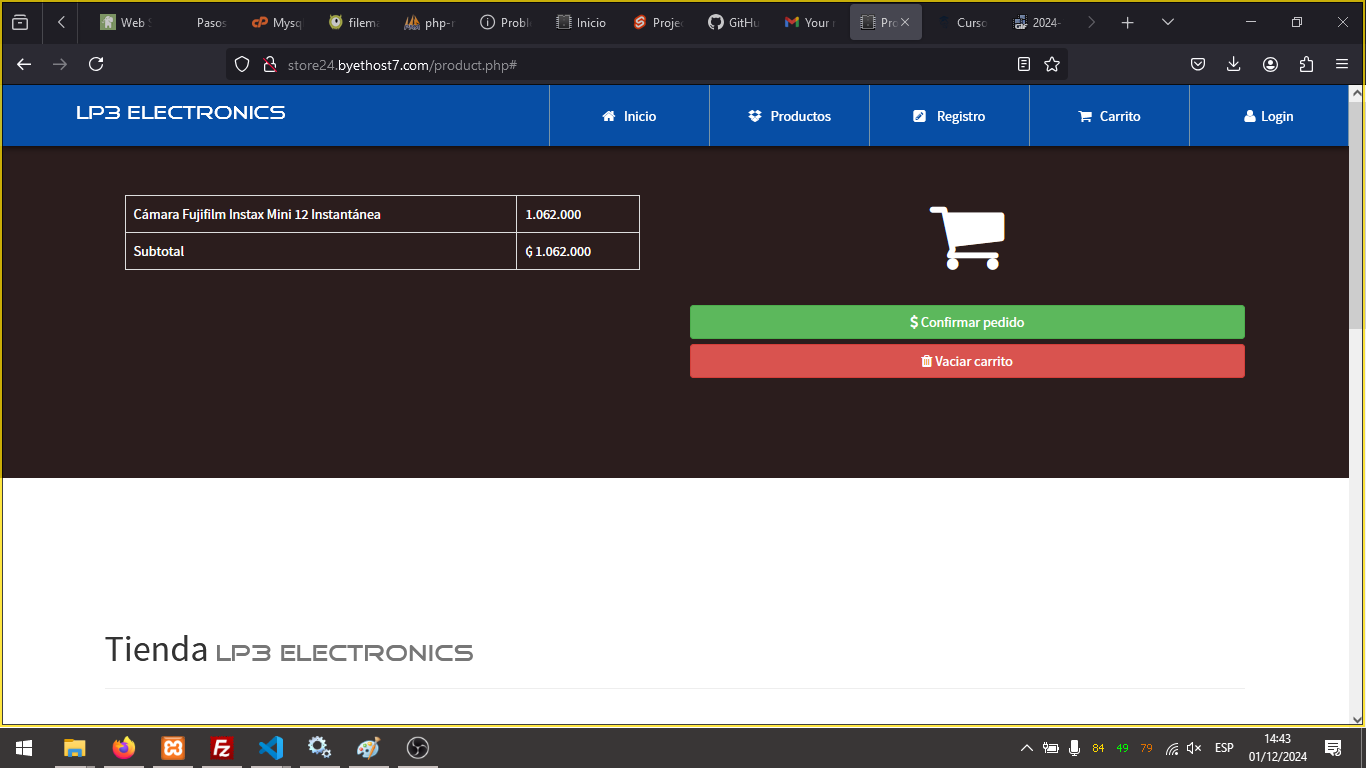 Web S
Pasos
Mysq
filem
php-r
Proble
Inicio
Projec
GitHu
Your r
Pro
Curso
2024-
store24.byethost7.com/product.php#
LP3 ELECTRONICS
Inicio
Productos
Registro
Carrito
Login
Cámara Fujifilm Instax Mini 12 Instantánea 1.062.000
Subtotal ₲ 1.062.000
$ Confirmar pedido
Vaciar carrito
Tienda LP3 ELECTRONICS
84 49 79 ESP
14:43
01/12/2024